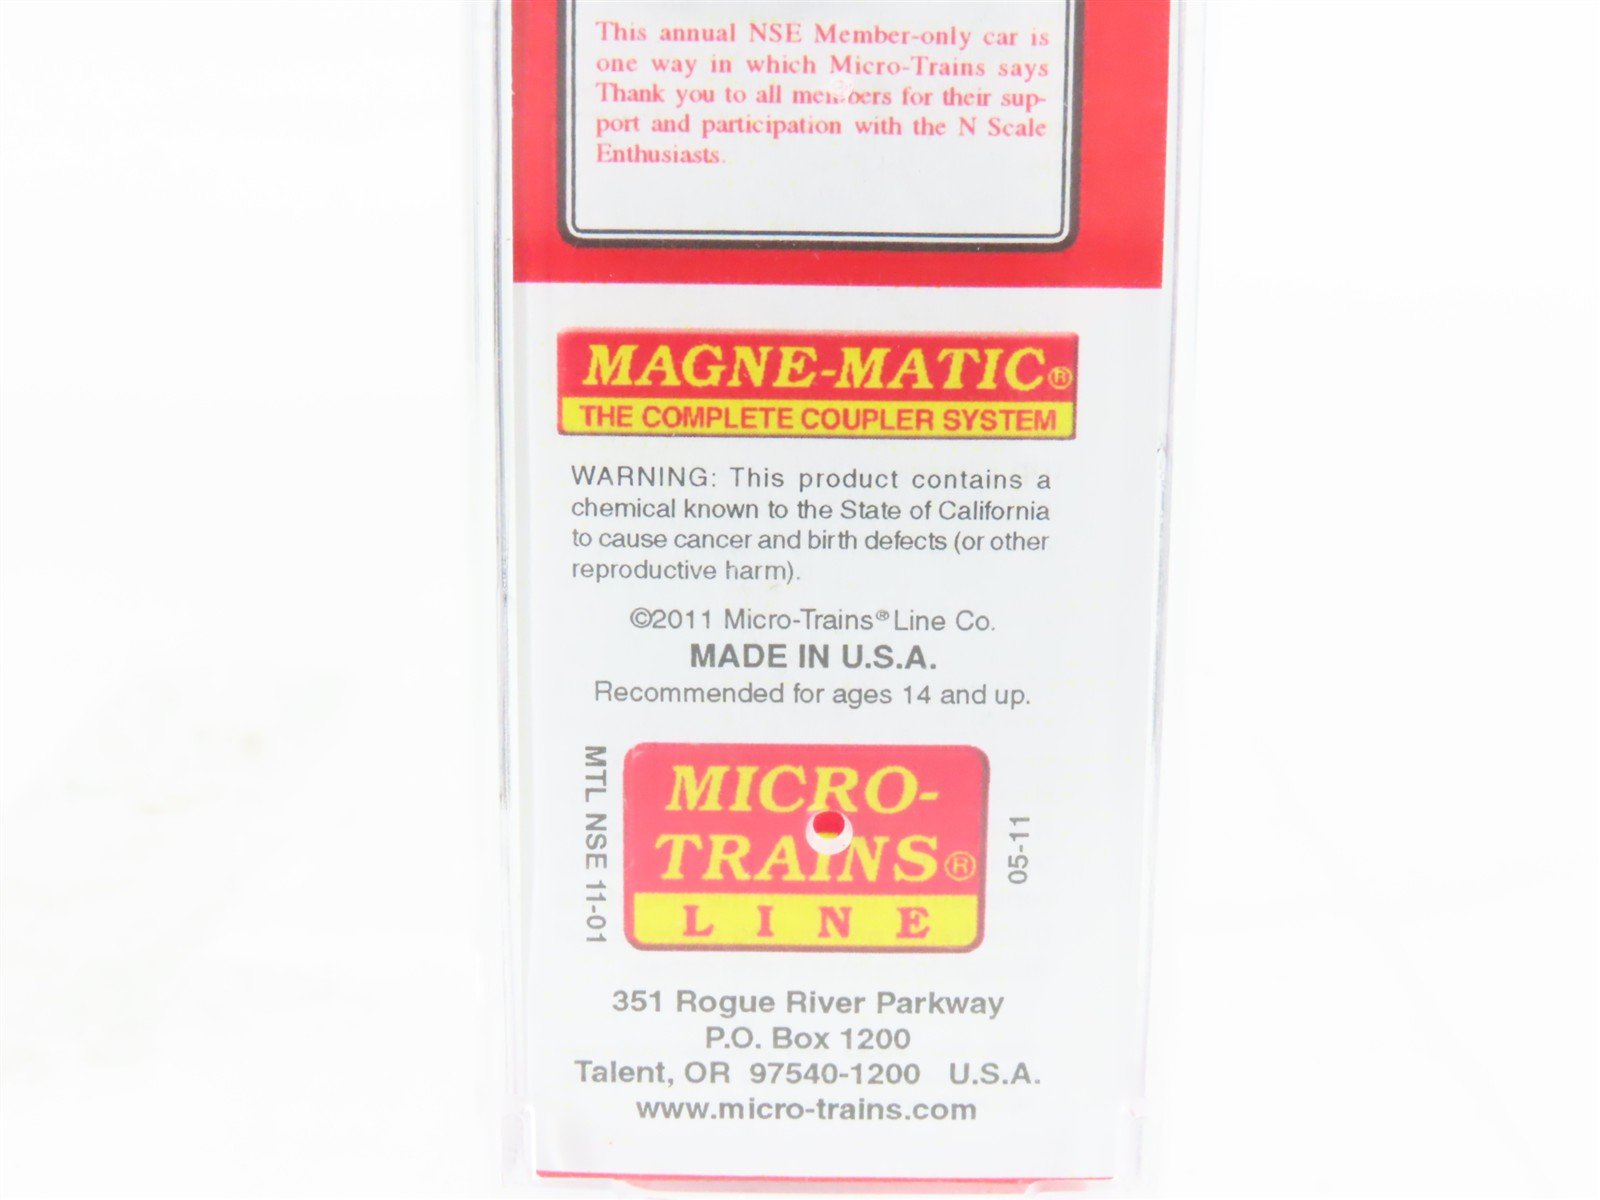 This annual NSE Member-only car is
one way in which Micro-Trains says
Thank you to all members for their sup-
port and participation with the N Scale
Enthusiasts.
MAGNE-MATIC®
THE COMPLETE COUPLER SYSTEM
WARNING: This product contains a
chemical known to the State of California
to cause cancer and birth defects (or other
reproductive harm).
©2011 Micro-Trains® Line Co.
MADE IN U.S.A.
Recommended for ages 14 and up.
MTL NSE 11-01
MICRO-
TRAINS®
LINE
05-11
351 Rogue River Parkway
P.O. Box 1200
Talent, OR 97540-1200 U.S.A.
www.micro-trains.com